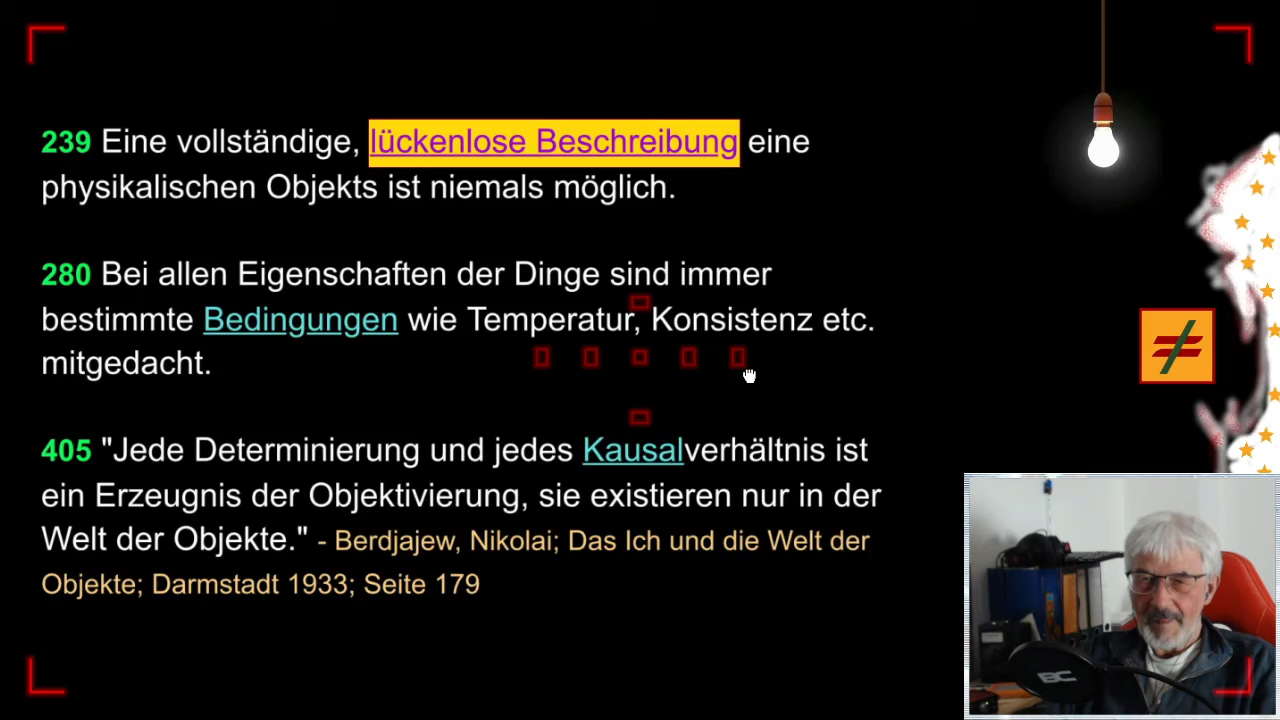 239 Eine vollständige, lückenlose Beschreibung eine
physikalischen Objekts ist niemals möglich.
280 Bei allen Eigenschaften der Dinge sind immer
bestimmte Bedingungen wie Temperatur, Konsistenz etc.
mitgedacht.
405 "Jede Determinierung und jedes Kausalverhältnis ist
ein Erzeugnis der Objektivierung, sie existieren nur in der
Welt der Objekte." - Berdjajew, Nikolai; Das Ich und die Welt der
Objekte; Darmstadt 1933; Seite 179
≠